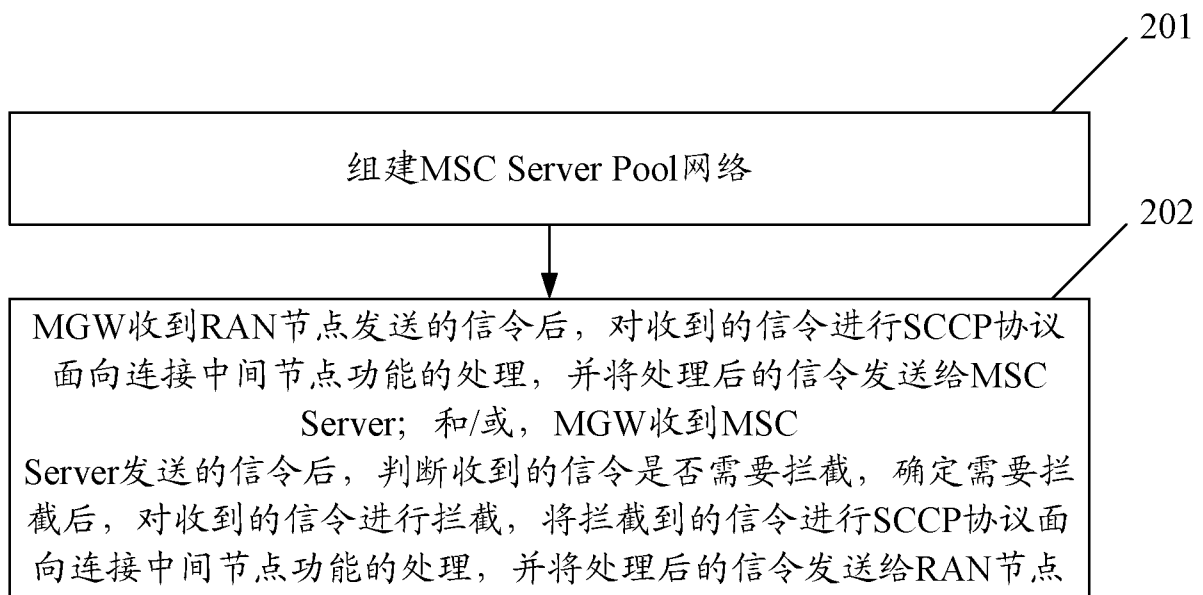 201
组建MSC Server Pool网络
202
MGW收到RAN节点发送的信令后，对收到的信令进行SCCP协议
面向连接中间节点功能的处理，并将处理后的信令发送给MSC
Server；和/或，MGW收到MSC
Server发送的信令后，判断收到的信令是否需要拦截，确定需要拦
截后，对收到的信令进行拦截，将拦截到的信令进行SCCP协议面
向连接中间节点功能的处理，并将处理后的信令发送给RAN节点